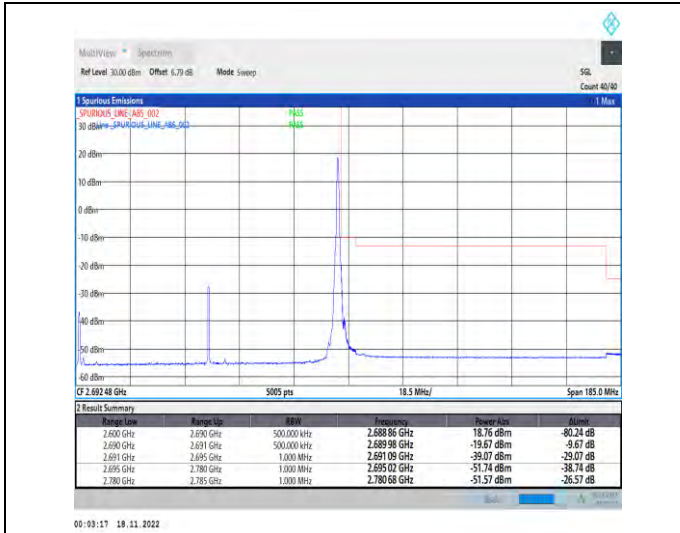 MultiView Spectrum
Ref Level 30.00 dBm Offset 6.79 dB Mode Sweep SGL
Count 40/40
1 Spurious Emissions 1 Max
_SPURIOUS_LINE_ABS_002 PASS
30 dBm Line _SPURIOUS_LINE_ABS_002 PASS
20 dBm
10 dBm
0 dBm
-10 dBm
-20 dBm
-30 dBm
-40 dBm
-50 dBm
-60 dBm
CF 2.692 48 GHz 5005 pts 18.5 MHz/ Span 185.0 MHz
2 Result Summary
Range Low Range Up RBW Frequency Power Abs ΔLimit
2.600 GHz 2.690 GHz 500.000 kHz 2.688 86 GHz 18.76 dBm -80.24 dB
2.690 GHz 2.691 GHz 500.000 kHz 2.689 98 GHz -19.67 dBm -9.67 dB
2.691 GHz 2.695 GHz 1.000 MHz 2.691 09 GHz -39.07 dBm -29.07 dB
2.695 GHz 2.780 GHz 1.000 MHz 2.695 02 GHz -51.74 dBm -38.74 dB
2.780 GHz 2.785 GHz 1.000 MHz 2.780 68 GHz -51.57 dBm -26.57 dB
00:03:17 18.11.2022